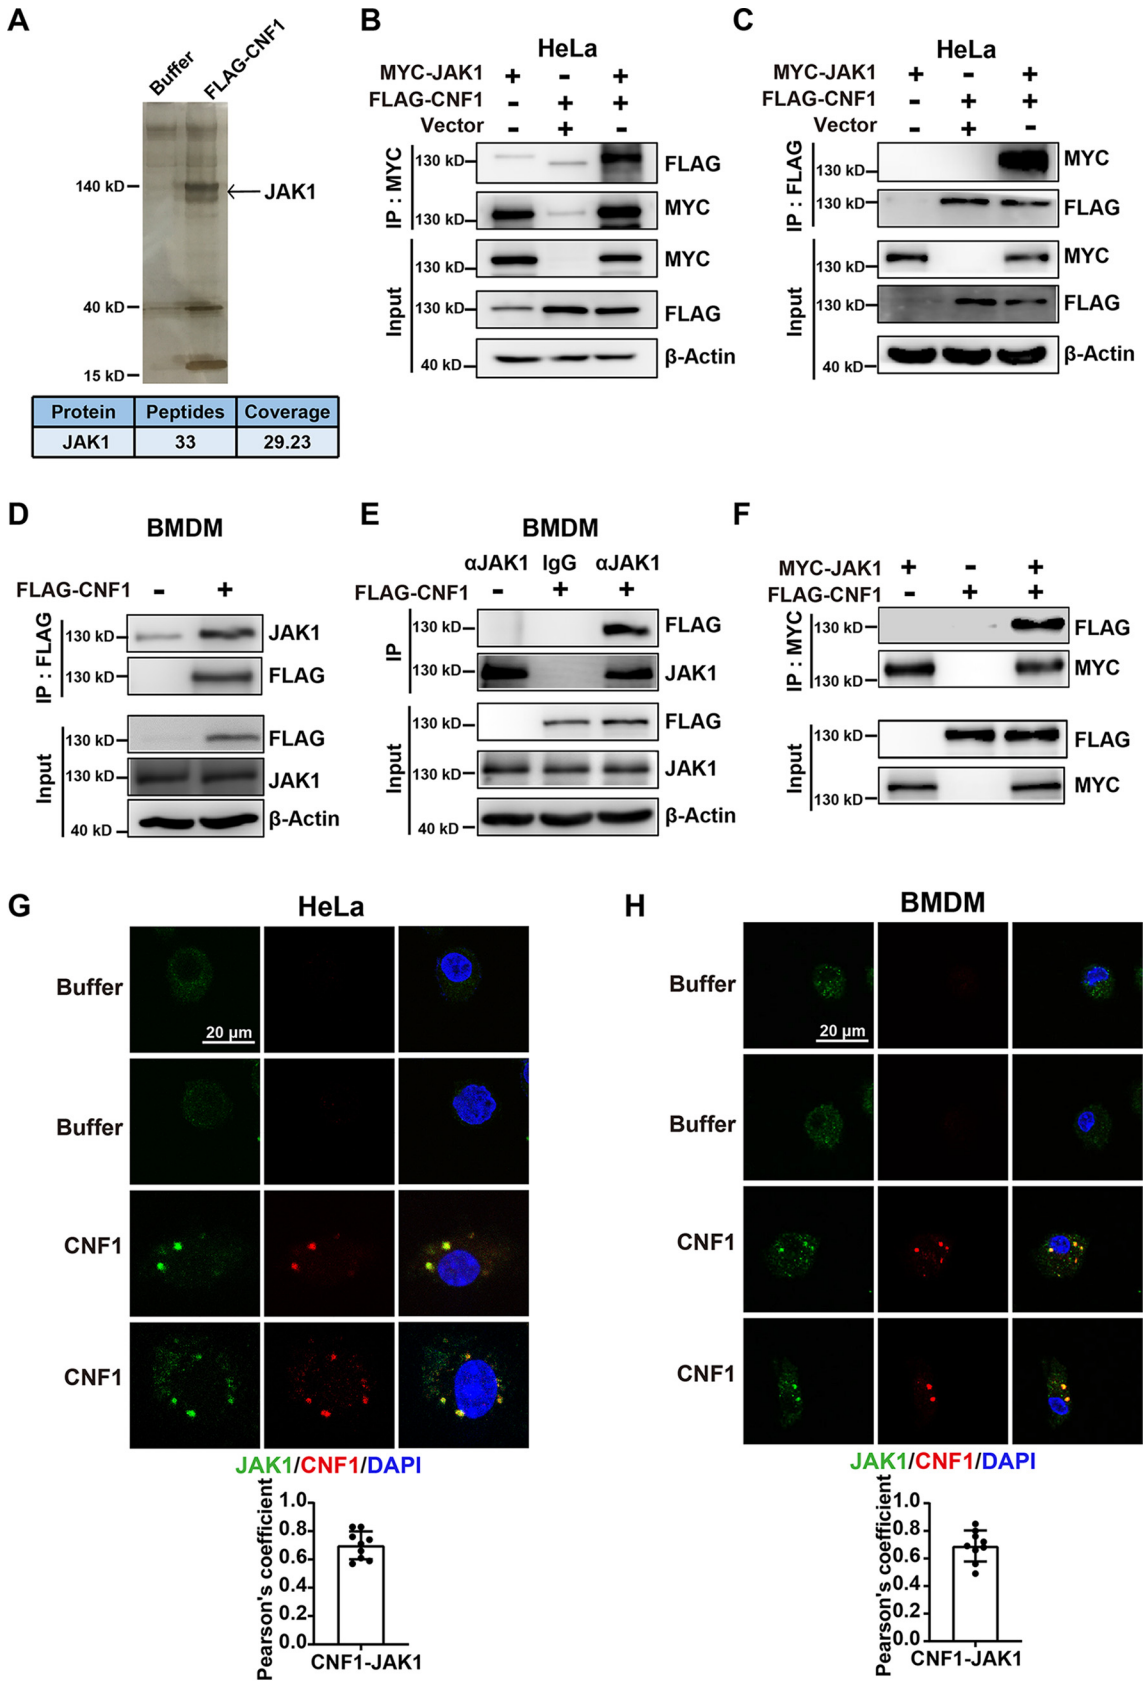 A
Buffer
FLAG-CNF1
140 kD
JAK1
40 kD
15 kD
Protein Peptides Coverage
JAK1 33 29.23
B
HeLa
MYC-JAK1 + - +
FLAG-CNF1 - + +
Vector - + -
IP : MYC
130 kD FLAG
130 kD MYC
Input
130 kD MYC
130 kD FLAG
40 kD β-Actin
C
HeLa
MYC-JAK1 + - +
FLAG-CNF1 - + +
Vector - + -
IP : FLAG
130 kD MYC
130 kD FLAG
Input
130 kD MYC
130 kD FLAG
40 kD β-Actin
D
BMDM
FLAG-CNF1 - +
IP : FLAG
130 kD JAK1
130 kD FLAG
Input
130 kD FLAG
130 kD JAK1
40 kD β-Actin
E
BMDM
αJAK1 IgG αJAK1
FLAG-CNF1 - + +
IP
130 kD FLAG
130 kD JAK1
Input
130 kD FLAG
130 kD JAK1
40 kD β-Actin
F
MYC-JAK1 + - +
FLAG-CNF1 - + +
IP : MYC
130 kD FLAG
130 kD MYC
Input
130 kD FLAG
130 kD MYC
G
HeLa
Buffer
20 μm
Buffer
CNF1
CNF1
JAK1/CNF1/DAPI
Pearson's coefficient
1.0
0.8
0.6
0.4
0.2
0.0
CNF1-JAK1
H
BMDM
Buffer
20 μm
Buffer
CNF1
CNF1
JAK1/CNF1/DAPI
Pearson's coefficient
1.0
0.8
0.6
0.4
0.2
0.0
CNF1-JAK1